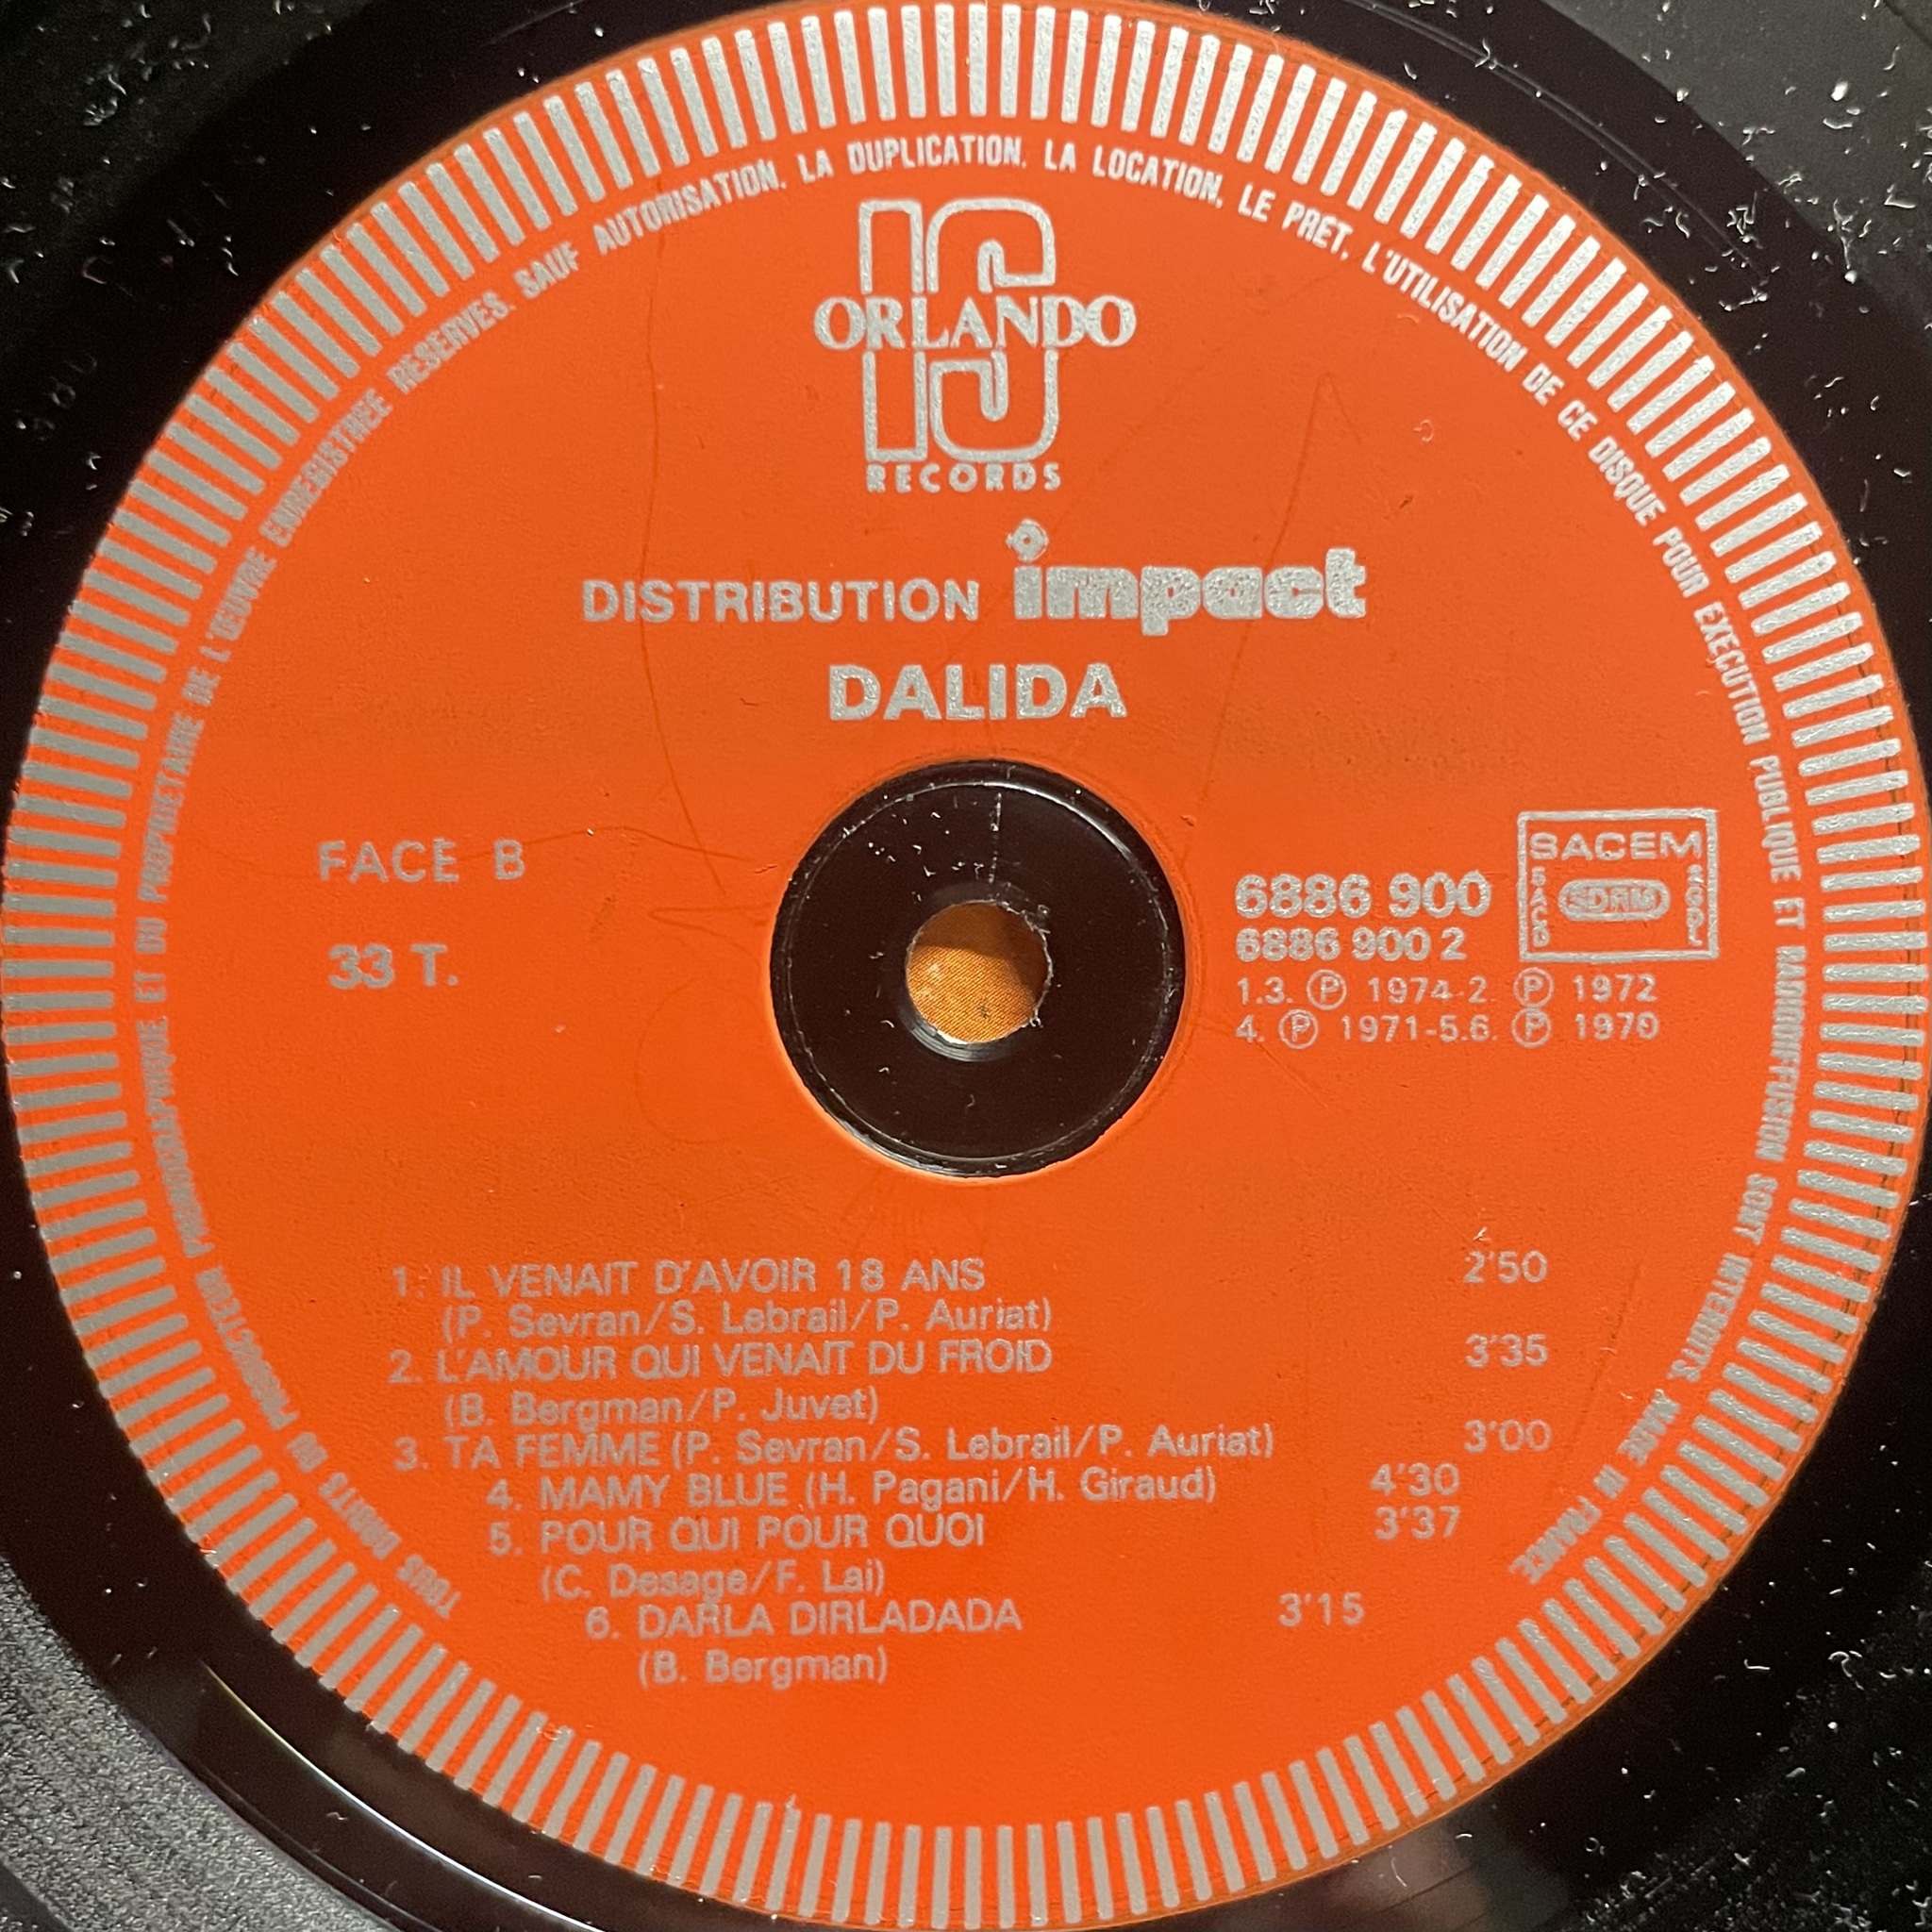 TOUS DROITS DU PRODUCTEUR PHONOGRAPHIQUE ET DU PROPRIETAIRE DE L'ŒUVRE ENREGISTREE RESERVES. SAUF AUTORISATION, LA DUPLICATION, LA LOCATION, LE PRET, L'UTILISATION DE CE DISQUE POUR EXECUTION PUBLIQUE ET RADIODIFFUSION SONT INTERDITS. MADE IN FRANCE.
IS
ORLANDO
RECORDS
DISTRIBUTION impact
DALIDA
FACE B
33 T.
6886 900
6886 900 2
1.3. Ⓟ 1974-2. Ⓟ 1972
4. Ⓟ 1971-5.6. Ⓟ 1970
SACEM
SACD
SDRM
SGDL
1. IL VENAIT D'AVOIR 18 ANS 2'50
(P. Sevran/S. Lebrail/P. Auriat)
2. L'AMOUR QUI VENAIT DU FROID 3'35
(B. Bergman/P. Juvet)
3. TA FEMME (P. Sevran/S. Lebrail/P. Auriat) 3'00
4. MAMY BLUE (H. Pagani/H. Giraud) 4'30
5. POUR QUI POUR QUOI 3'37
(C. Desage/F. Lai)
6. DARLA DIRLADADA 3'15
(B. Bergman)